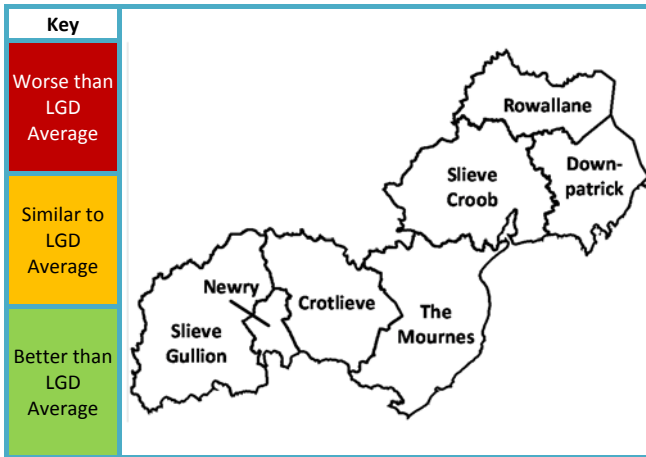 Key
Worse than
LGD
Average
Similar to
LGD
Average
Better than
LGD
Average
Rowallane
Down-
patrick
Slieve
Croob
Newry
Crotlieve
The
Mournes
Slieve
Gullion